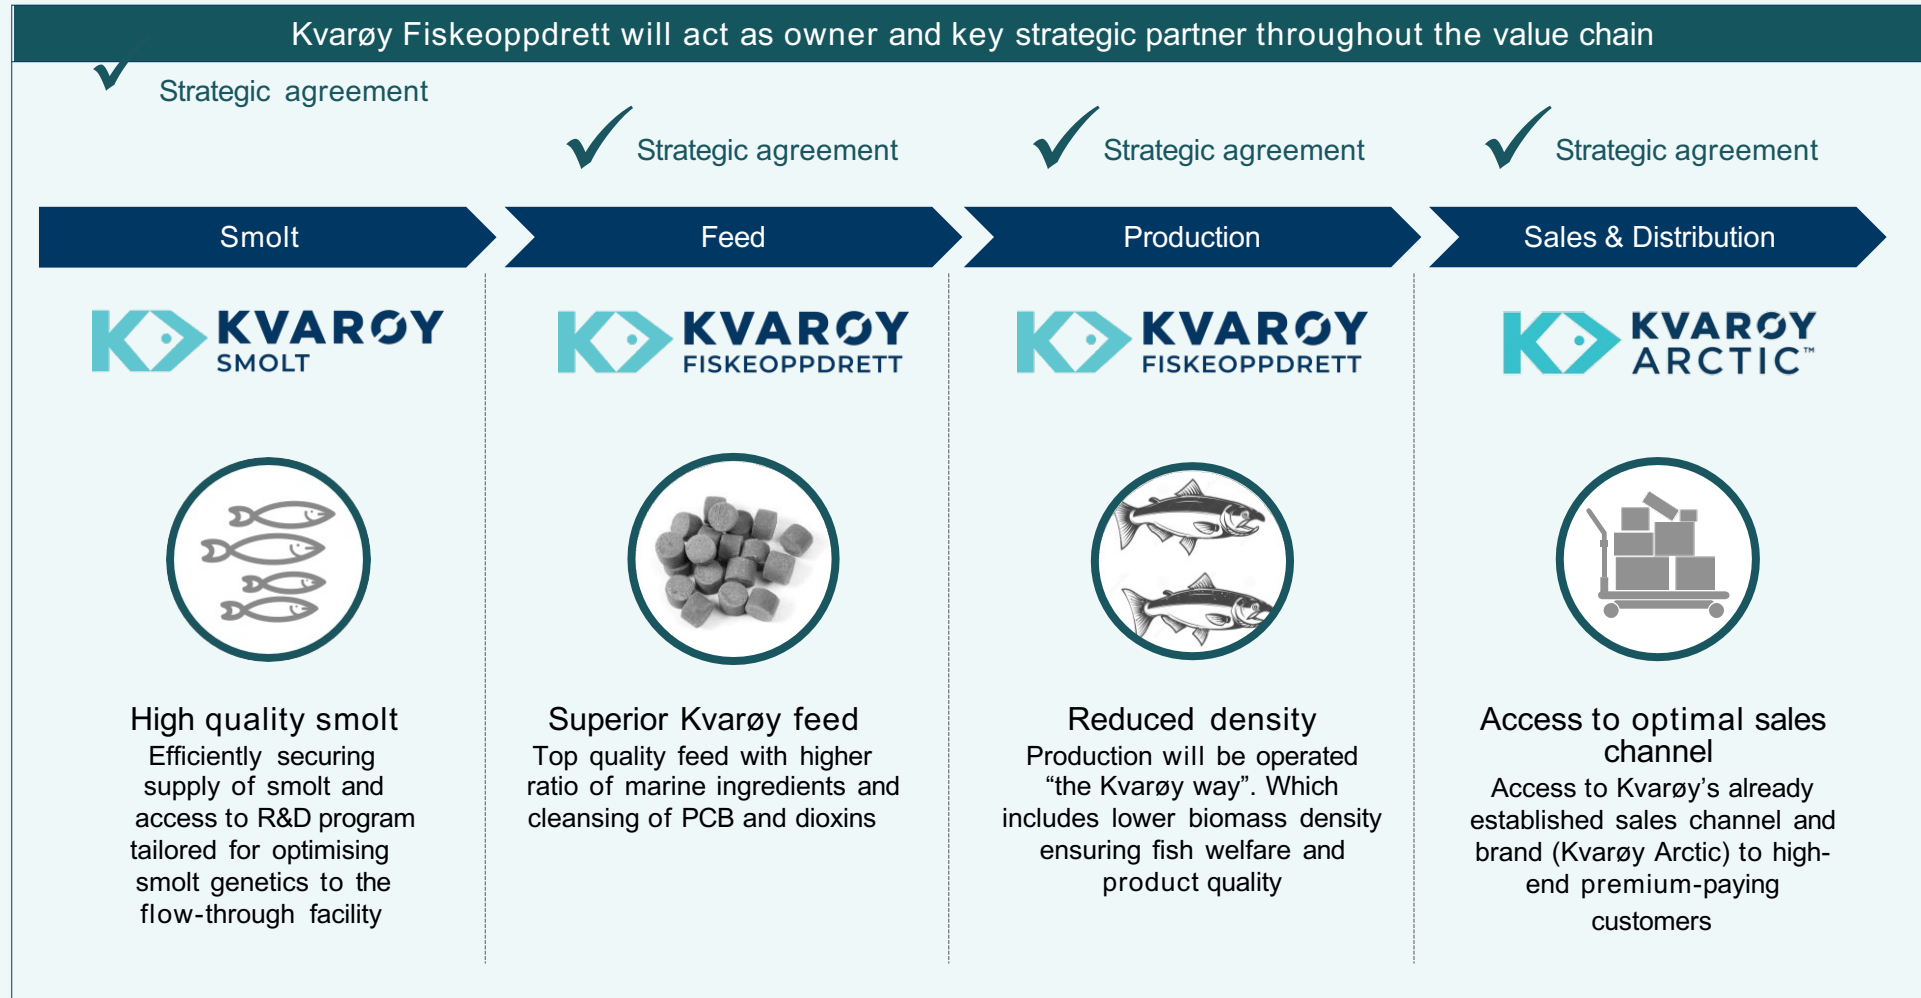 Kvarøy Fiskeoppdrett will act as owner and key strategic partner throughout the value chain
Strategic agreement
Strategic agreement
Strategic agreement
Strategic agreement
Smolt
Feed
Production
Sales & Distribution
KVARØY
SMOLT
KVARØY
FISKEOPPDRETT
KVARØY
FISKEOPPDRETT
KVARØY
ARCTIC™
High quality smolt
Efficiently securing
supply of smolt and
access to R&D program
tailored for optimising
smolt genetics to the
flow-through facility
Superior Kvarøy feed
Top quality feed with higher
ratio of marine ingredients and
cleansing of PCB and dioxins
Reduced density
Production will be operated
“the Kvarøy way”. Which
includes lower biomass density
ensuring fish welfare and
product quality
Access to optimal sales
channel
Access to Kvarøy’s already
established sales channel and
brand (Kvarøy Arctic) to high-
end premium-paying
customers